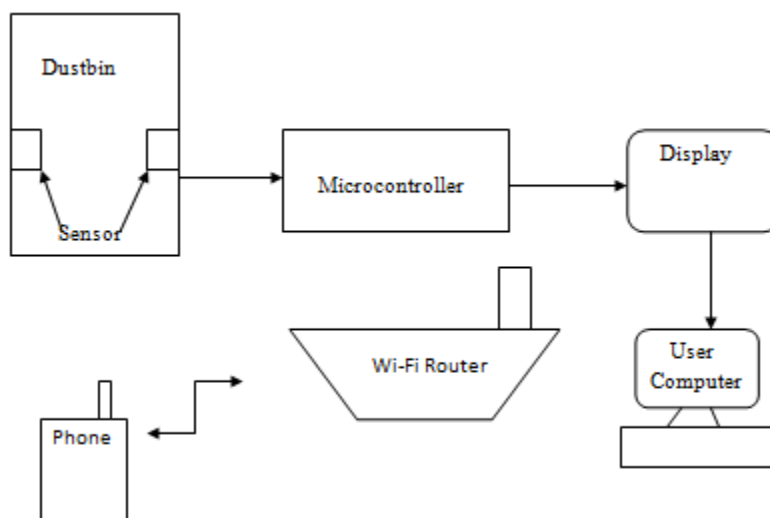 Dustbin
Sensor
Microcontroller
Display
Wi-Fi Router
User
Computer
Phone